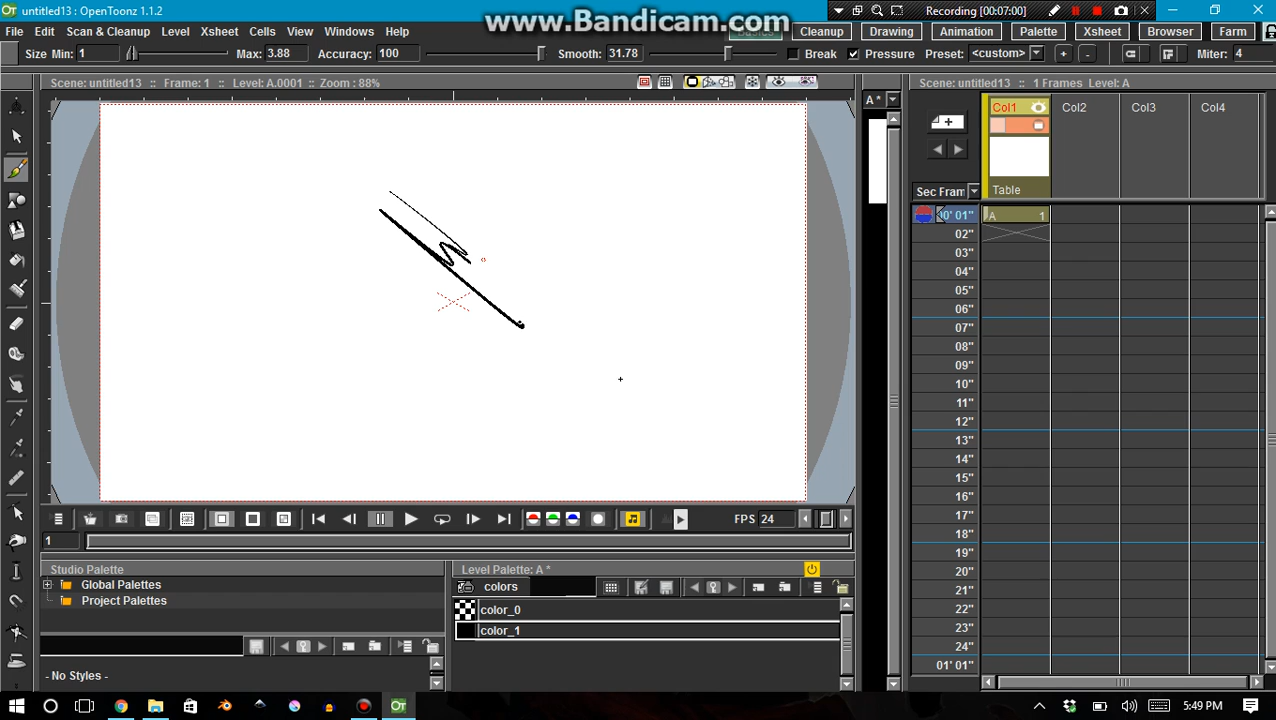 untitled13 : OpenToonz 1.1.2
www.Bandicam.com
Recording [00:07:00]
File Edit Scan & Cleanup Level Xsheet Cells View Windows Help
Basics Cleanup Drawing Animation Palette Xsheet Browser Farm
Size Min: 1 Max: 3.88 Accuracy: 100 Smooth: 31.78 Break Pressure Preset: <custom> + - Miter: 4
Scene: untitled13 :: Frame: 1 :: Level: A.0001 :: Zoom : 88%
A *
Scene: untitled13 :: 1 Frames Level: A
Col1 Col2 Col3 Col4
Table
Sec Fram
00' 01" A 1
02"
03"
04"
05"
06"
07"
08"
09"
10"
11"
12"
13"
14"
15"
16"
17"
18"
19"
20"
21"
22"
23"
24"
01' 01"
FPS 24
1
Studio Palette
Global Palettes
Project Palettes
- No Styles -
Level Palette: A *
colors
color_0
color_1
OT
5:49 PM